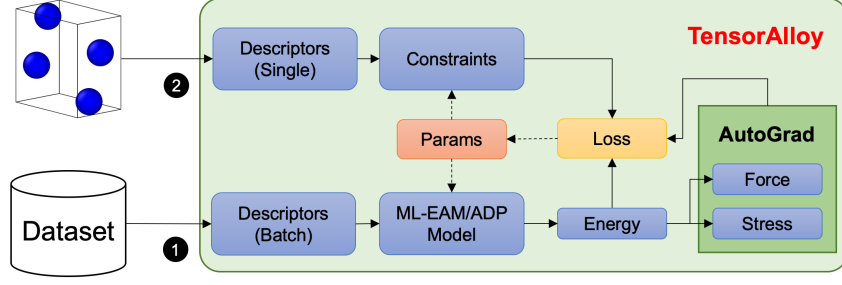 TensorAlloy
Descriptors
(Single)
Constraints
2
Params
Loss
AutoGrad
Force
Dataset
Descriptors
(Batch)
ML-EAM/ADP
Model
Energy
Stress
1